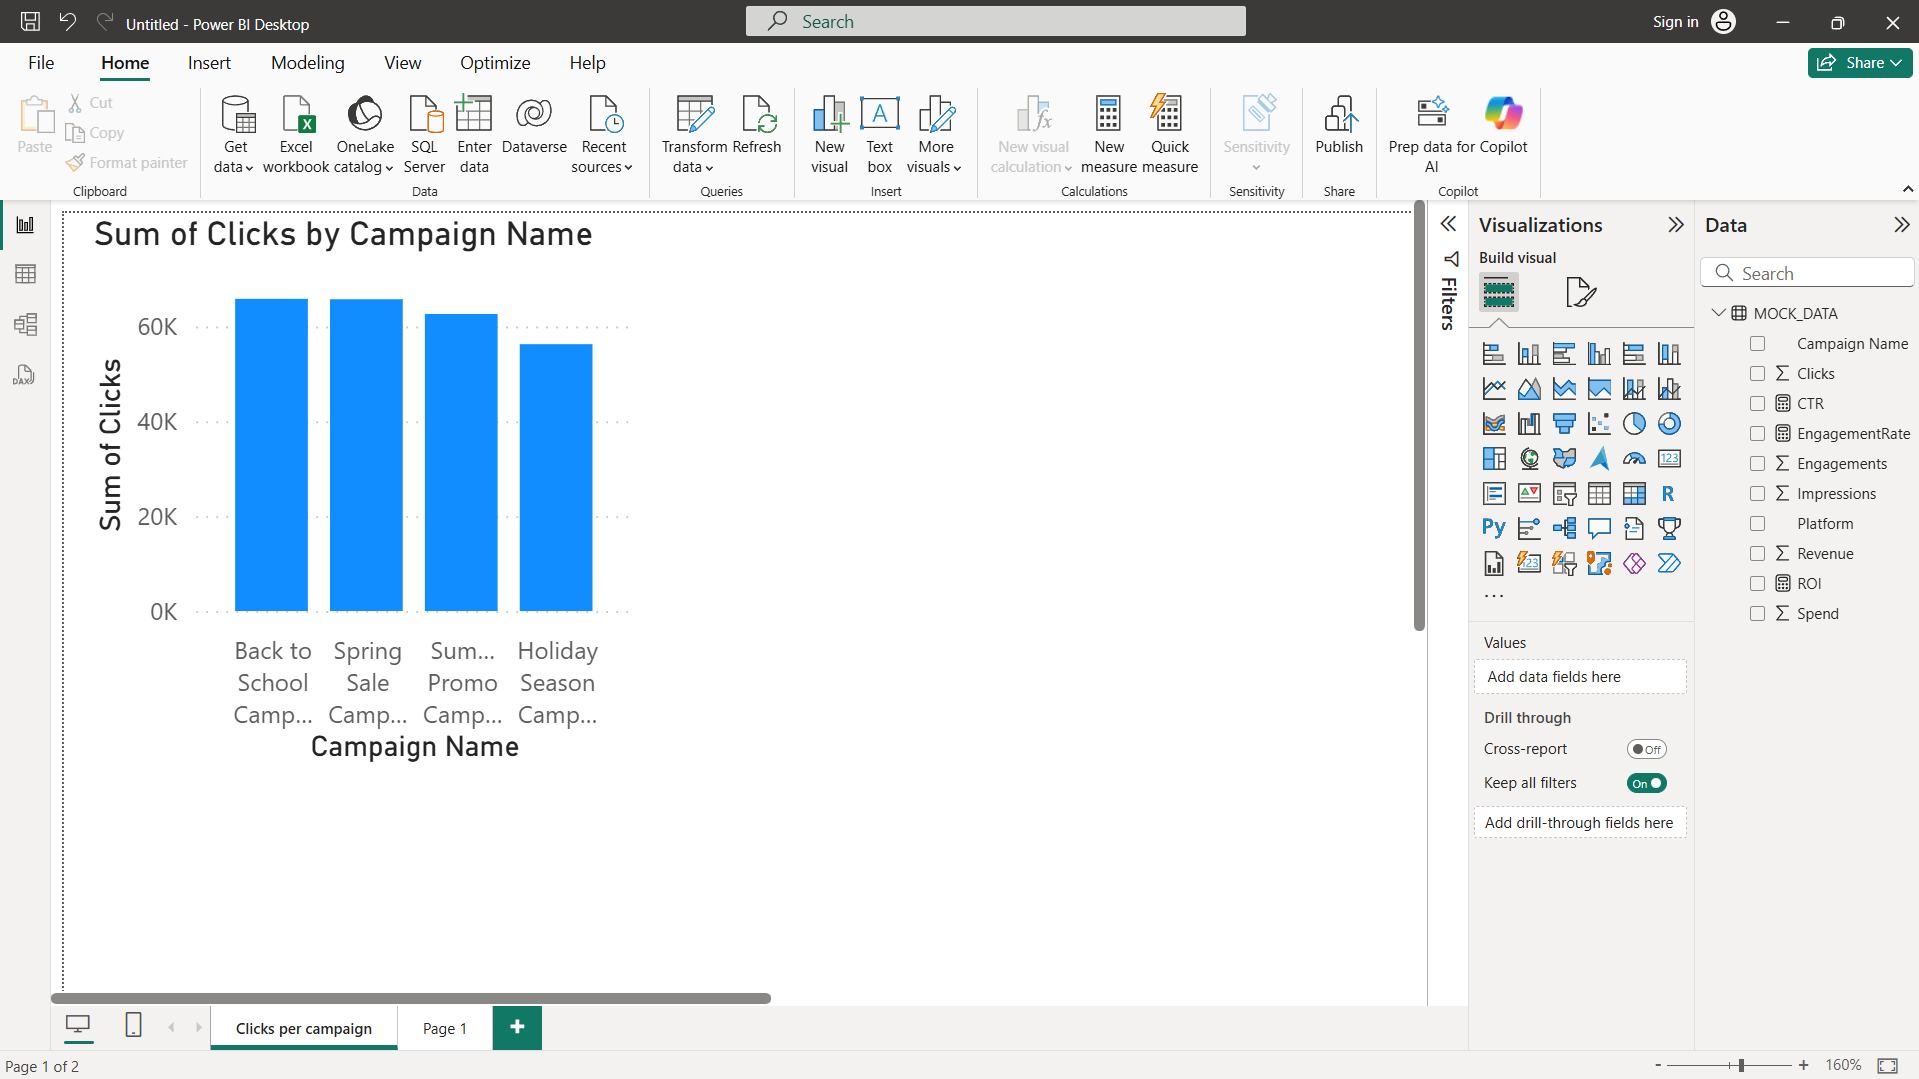 Untitled - Power BI Desktop
Search
Sign in
File
Home
Insert
Modeling
View
Optimize
Help
Share
Paste
Cut
Copy
Format painter
Clipboard
Get data
Excel workbook
OneLake catalog
SQL Server
Enter data
Dataverse
Recent sources
Data
Transform data
Refresh
Queries
New visual
Text box
More visuals
Insert
New visual calculation
New measure
Quick measure
Calculations
Sensitivity
Sensitivity
Publish
Share
Prep data for AI
Copilot
Copilot
Sum of Clicks by Campaign Name
Sum of Clicks
60K
40K
20K
0K
Back to School Camp...
Spring Sale Camp...
Sum... Promo Camp...
Holiday Season Camp...
Campaign Name
Filters
Visualizations
Build visual
123
R
Py
123
...
Values
Add data fields here
Drill through
Cross-report
Off
Keep all filters
On
Add drill-through fields here
Data
Search
MOCK_DATA
Campaign Name
Clicks
CTR
EngagementRate
Engagements
Impressions
Platform
Revenue
ROI
Spend
DAX
Clicks per campaign
Page 1
+
Page 1 of 2
- + 160%